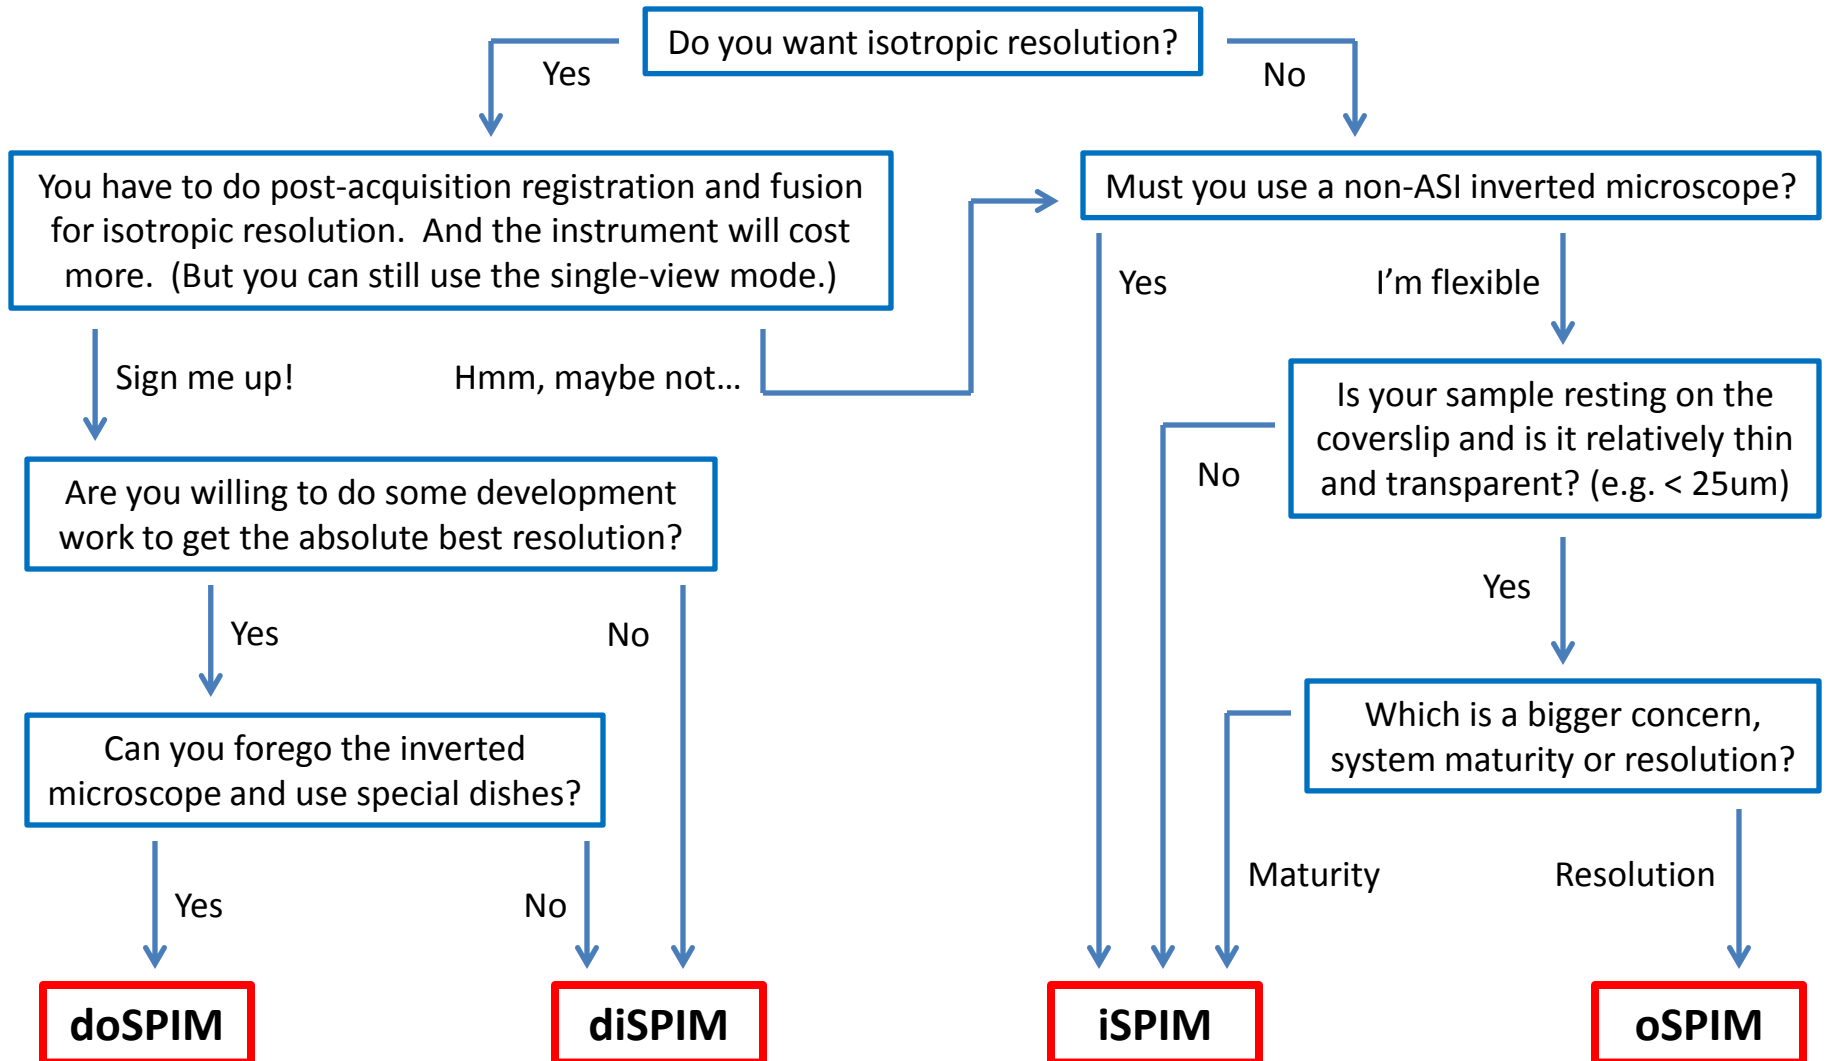 Do you want isotropic resolution?
Yes
No
You have to do post-acquisition registration and fusion
for isotropic resolution.  And the instrument will cost
more.  (But you can still use the single-view mode.)
Must you use a non-ASI inverted microscope?
Yes
I’m flexible
Sign me up!
Hmm, maybe not…
Is your sample resting on the
coverslip and is it relatively thin
and transparent? (e.g. < 25um)
No
Are you willing to do some development
work to get the absolute best resolution?
Yes
Yes
No
Which is a bigger concern,
system maturity or resolution?
Can you forego the inverted
microscope and use special dishes?
Maturity
Resolution
Yes
No
doSPIM
diSPIM
iSPIM
oSPIM